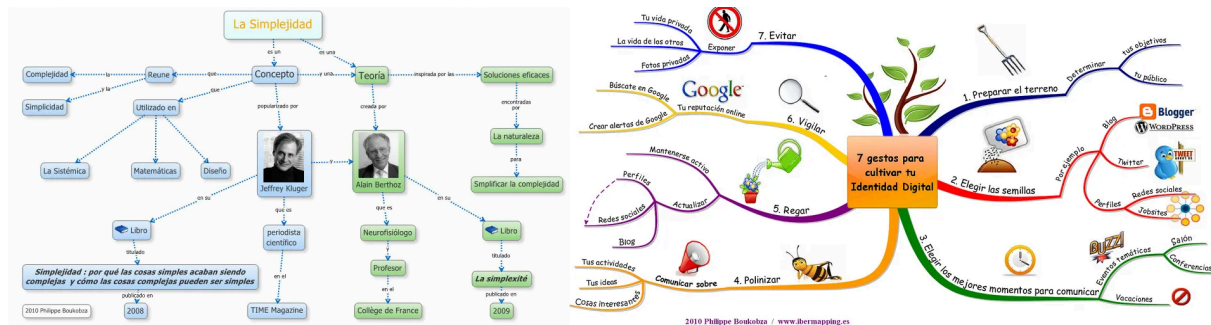 La Simplejidad
es un
es una
Complejidad
la
Reune
que
Concepto
y una
Teoría
inspirada por las
Soluciones eficaces
y la
Simplicidad
que
Utilizado en
popularizado por
creada por
encontradas
por
La naturaleza
para
Smplificar la complejidad
La Sistémica
Matemáticas
Diseño
Jeffrey Kluger
y
Alain Berthoz
en su
que es
que es
en su
Libro
periodista
científico
Neurofisiólogo
Libro
titulado
y
titulado
Simplejidad : por qué las cosas simples acaban siendo
complejas y cómo las cosas complejas pueden ser simples
en el
Profesor
La simplexité
publicado en
en el
publicado en
2010 Philippe Boukobza
2008
TIME Magazine
Collège de France
2009
7 gestos para
cultivar tu
Identidad Digital
1. Preparar el terreno
Determinar
tus objetivos
tu público
2. Elegir las semillas
Por ejemplo
Blog
Blogger
WORDPRESS
Twitter
TWEET
Perfiles
Redes sociales
Jobsites
3. Elegir los mejores momentos para comunicar
BUZZ!
Eventos temáticos
Salón
Conferencias
Vacaciones
4. Polinizar
Comunicar sobre
Tus actividades
Tus ideas
Cosas interesantes
5. Regar
Mantenerse activo
Actualizar
Perfiles
Redes sociales
Blog
6. Vigilar
Google
Tu reputación online
Búscate en Google
Crear alertas de Google
7. Evitar
Exponer
Tu vida privada
La vida de los otros
Fotos privadas
2010 Philippe Boukobza / www.ibermapping.es